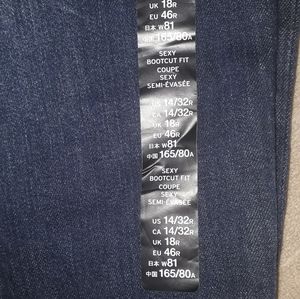 UK 18R
EU 46R
日本 W81
中国 165/80A
SEXY
BOOTCUT FIT
COUPE
SEXY
SEMI-ÉVASÉE
US 14/32R
CA 14/32R
UK 18R
EU 46R
日本 W81
中国 165/80A
SEXY
BOOTCUT FIT
COUPE
SEXY
SEMI-ÉVASÉE
US 14/32R
CA 14/32R
UK 18R
EU 46R
日本 W81
中国 165/80A